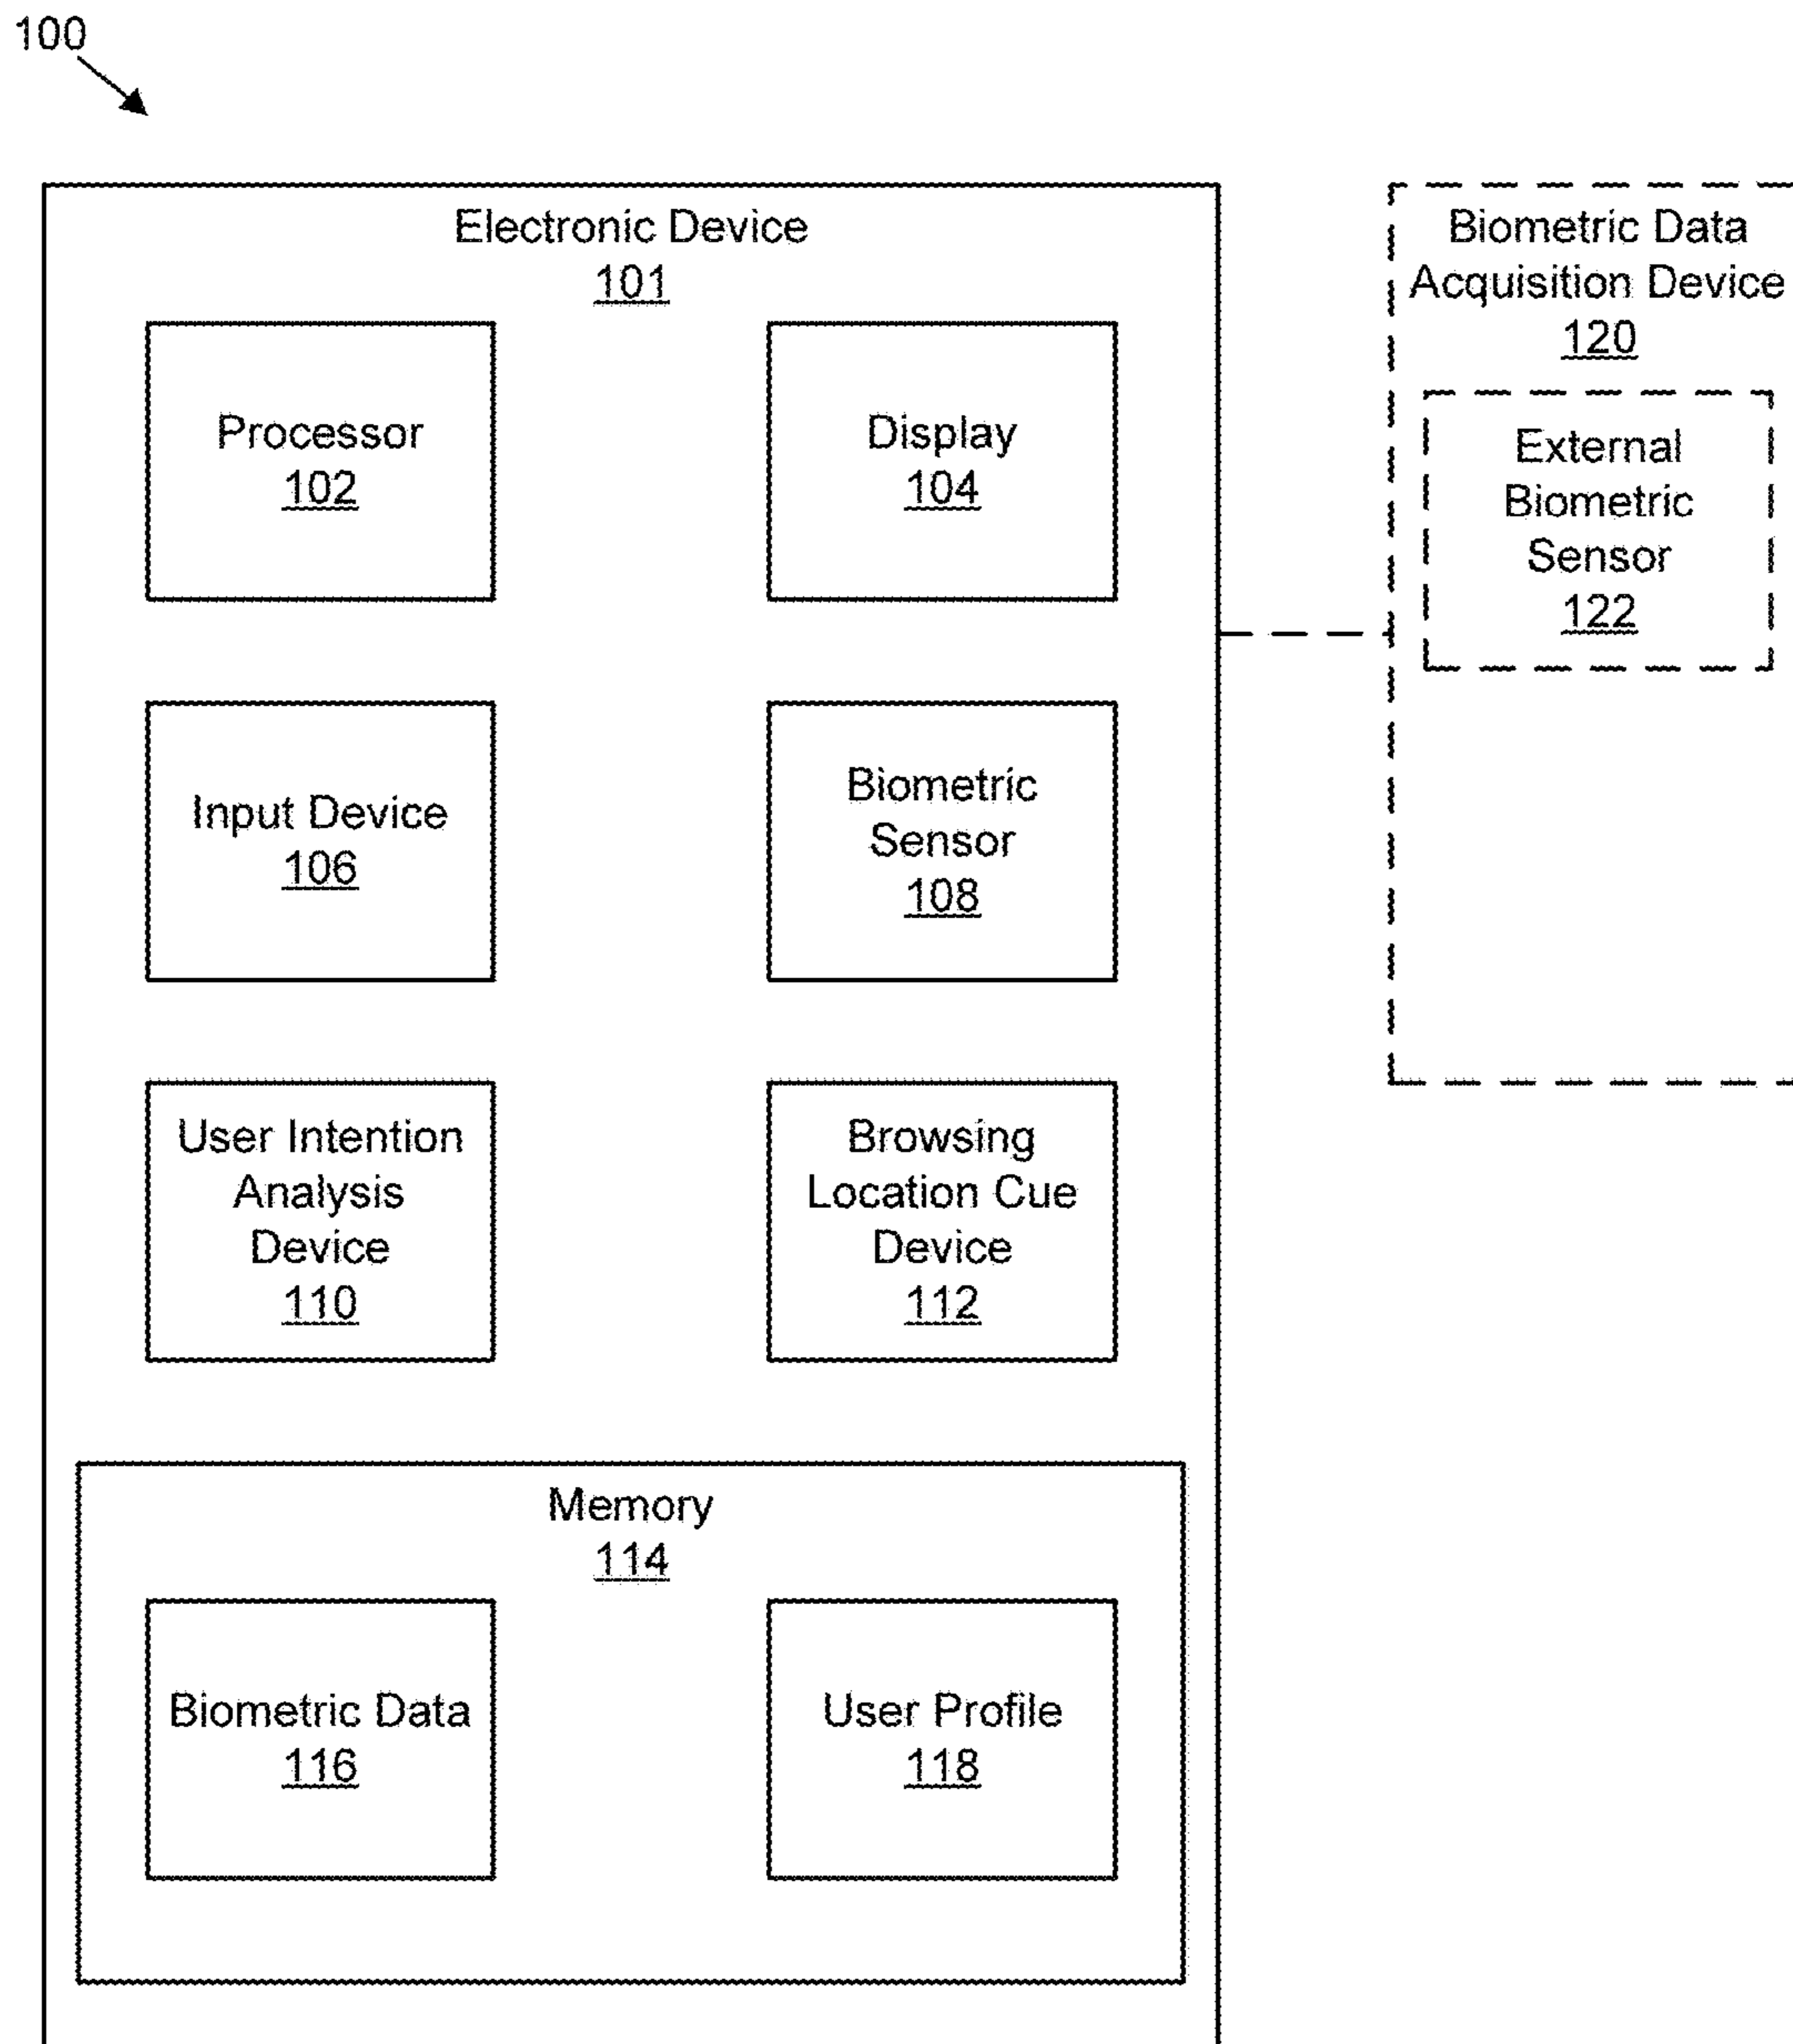 100
Electronic Device
101
Processor
102
Display
104
Input Device
106
Biometric
Sensor
108
User Intention
Analysis
Device
110
Browsing
Location Cue
Device
112
Memory
114
Biometric Data
116
User Profile
118
Biometric Data
Acquisition Device
120
External
Biometric
Sensor
122